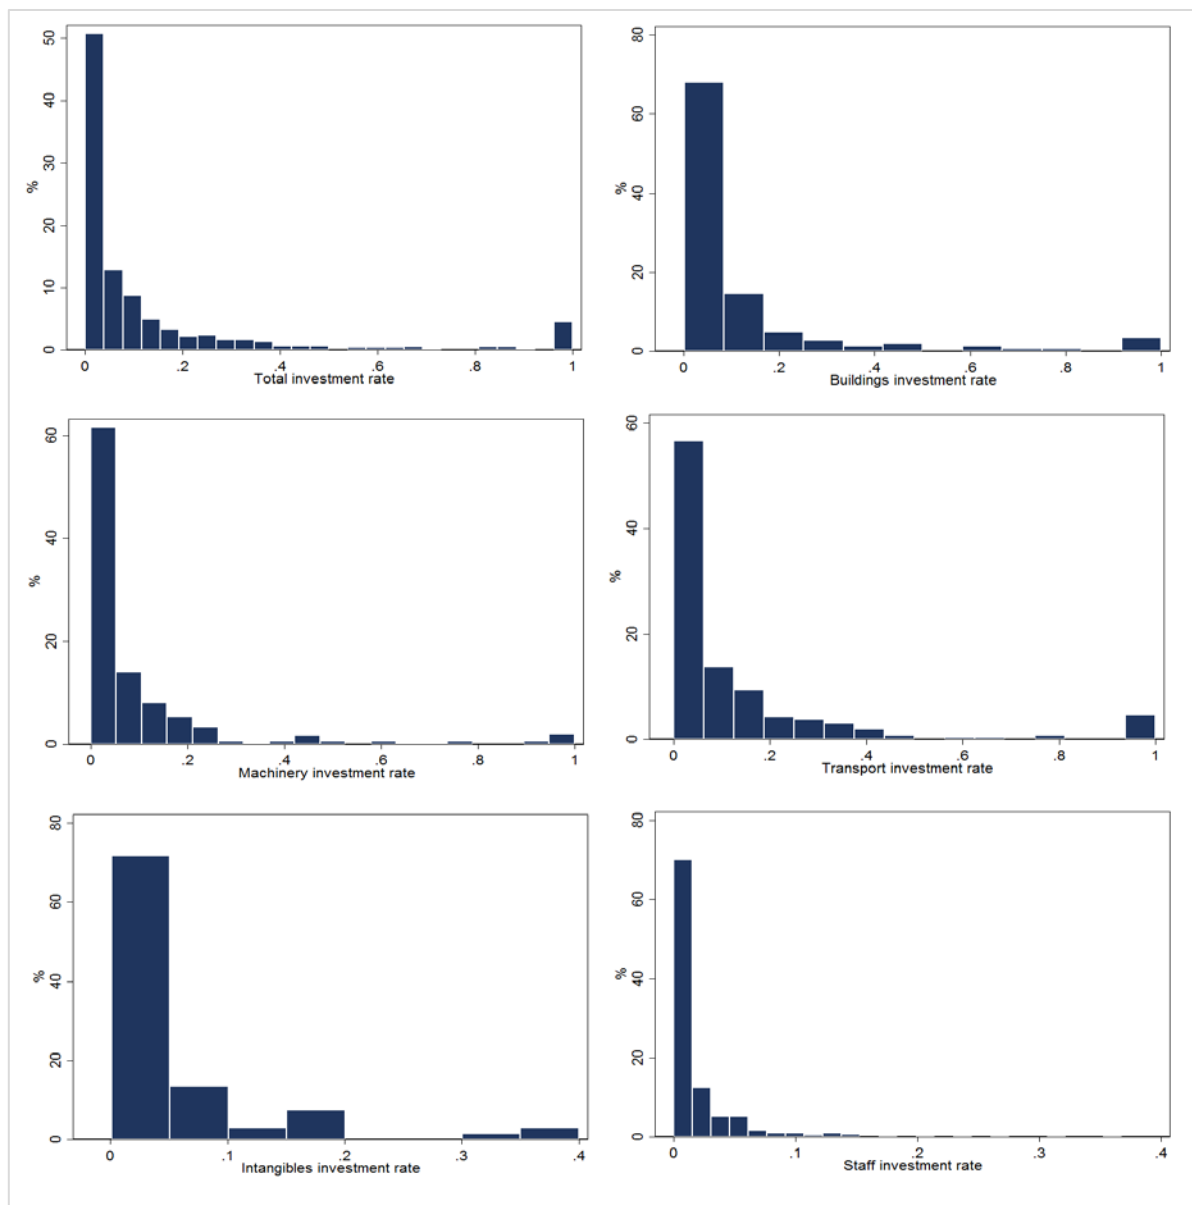 50
40
30
20
10
0
%
0 .2 .4 .6 .8 1
Total investment rate
80
60
40
20
0
%
0 .2 .4 .6 .8 1
Buildings investment rate
60
40
20
0
%
0 .2 .4 .6 .8 1
Machinery investment rate
60
40
20
0
%
0 .2 .4 .6 .8 1
Transport investment rate
80
60
40
20
0
%
0 .1 .2 .3 .4
Intangibles investment rate
80
60
40
20
0
%
0 .1 .2 .3 .4
Staff investment rate